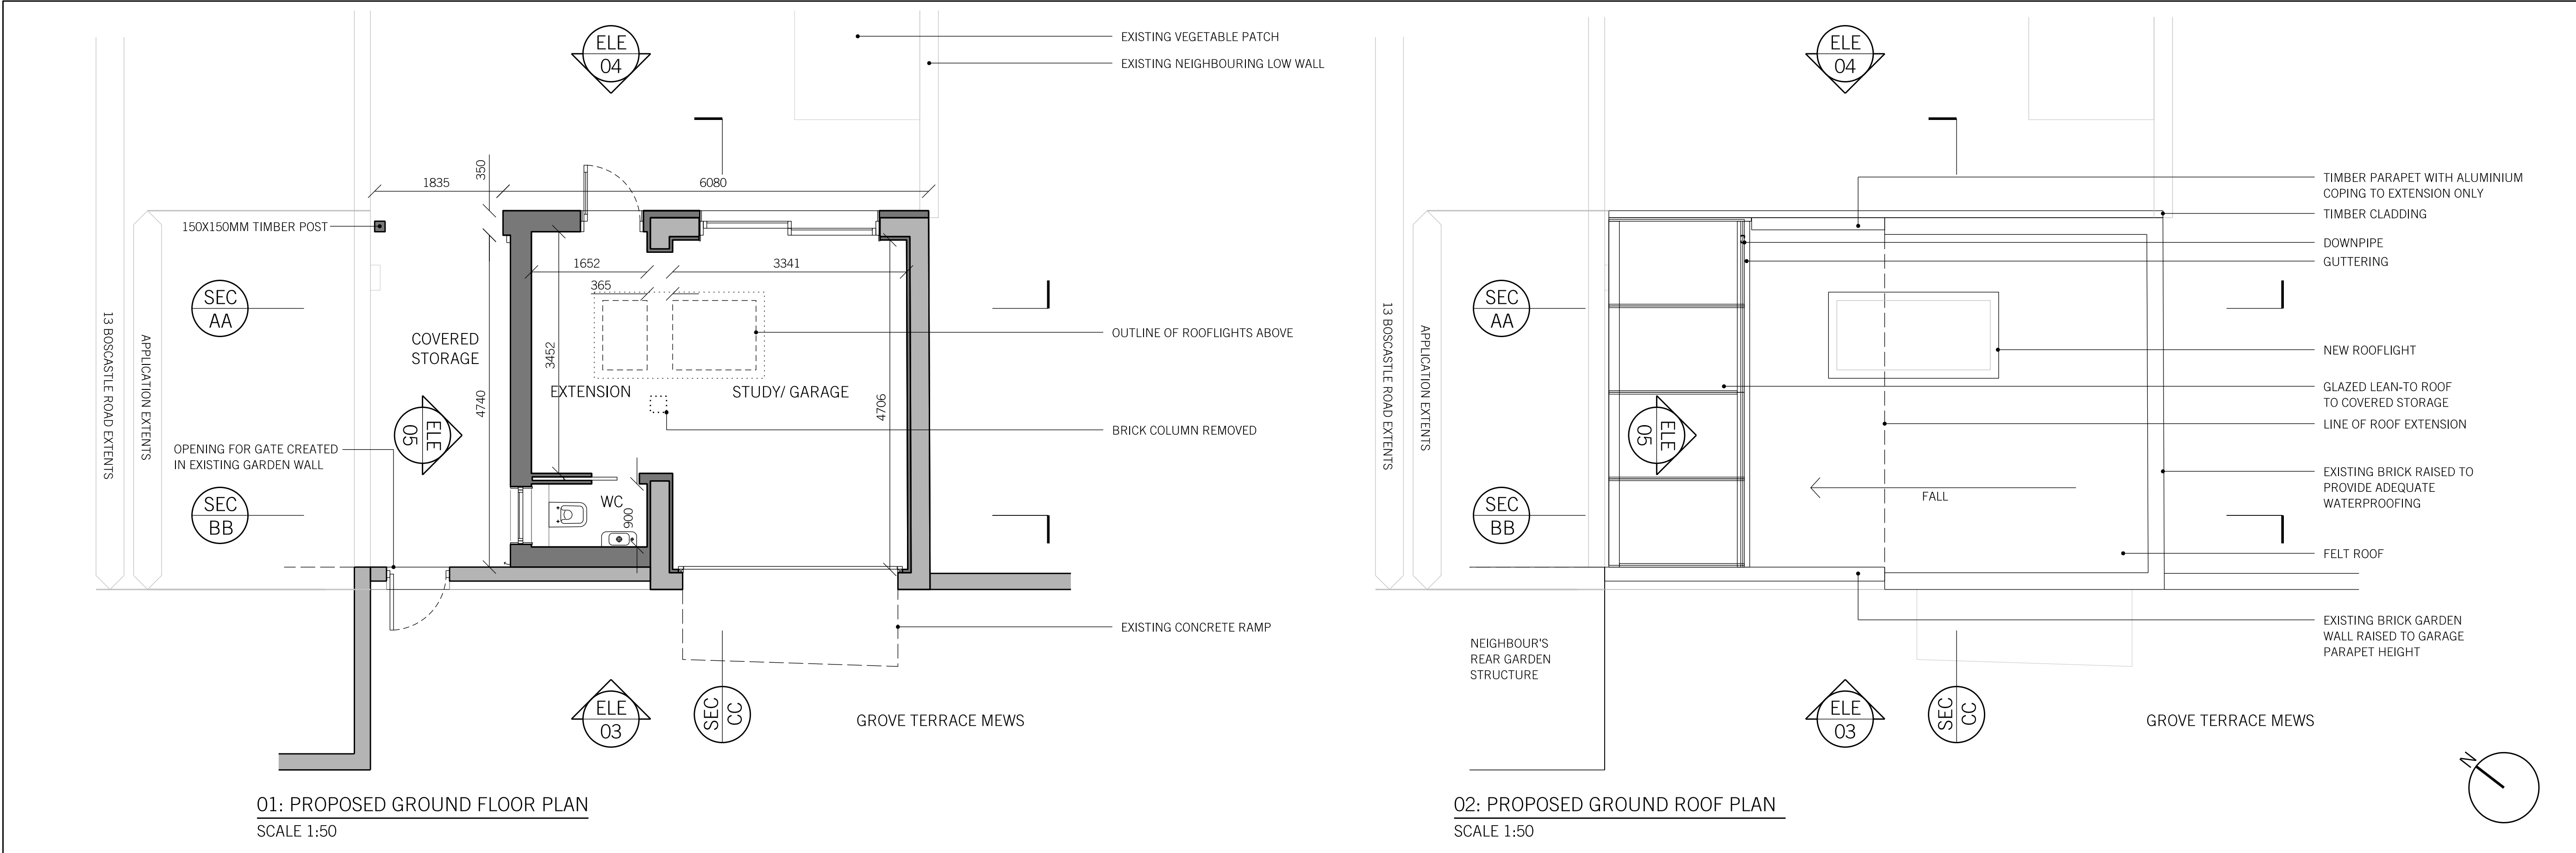 ELE
04
EXISTING VEGETABLE PATCH
EXISTING NEIGHBOURING LOW WALL
1835
350
6080
150X150MM TIMBER POST
1652
3341
365
SEC
AA
13 BOSCASTLE ROAD EXTENTS
APPLICATION EXTENTS
COVERED
STORAGE
3452
OUTLINE OF ROOFLIGHTS ABOVE
EXTENSION
STUDY/ GARAGE
4740
4706
ELE
05
BRICK COLUMN REMOVED
OPENING FOR GATE CREATED
IN EXISTING GARDEN WALL
SEC
BB
WC
900
EXISTING CONCRETE RAMP
ELE
03
SEC
CC
GROVE TERRACE MEWS
01: PROPOSED GROUND FLOOR PLAN
SCALE 1:50
ELE
04
TIMBER PARAPET WITH ALUMINIUM
COPING TO EXTENSION ONLY
TIMBER CLADDING
DOWNPIPE
GUTTERING
SEC
AA
13 BOSCASTLE ROAD EXTENTS
APPLICATION EXTENTS
NEW ROOFLIGHT
GLAZED LEAN-TO ROOF
TO COVERED STORAGE
ELE
05
LINE OF ROOF EXTENSION
EXISTING BRICK RAISED TO
PROVIDE ADEQUATE
WATERPROOFING
FALL
SEC
BB
FELT ROOF
EXISTING BRICK GARDEN
WALL RAISED TO GARAGE
PARAPET HEIGHT
NEIGHBOUR'S
REAR GARDEN
STRUCTURE
ELE
03
SEC
CC
GROVE TERRACE MEWS
N
02: PROPOSED GROUND ROOF PLAN
SCALE 1:50